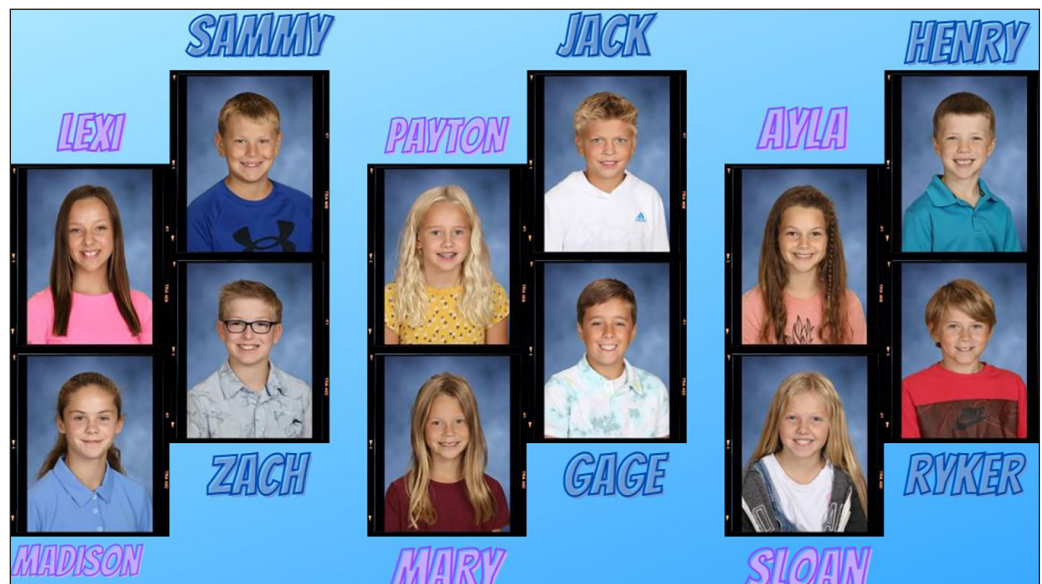 SAMMY
JACK
HENRY
LEXI
PAYTON
AYLA
ZACH
GAGE
RYKER
MADISON
MARY
SLOAN